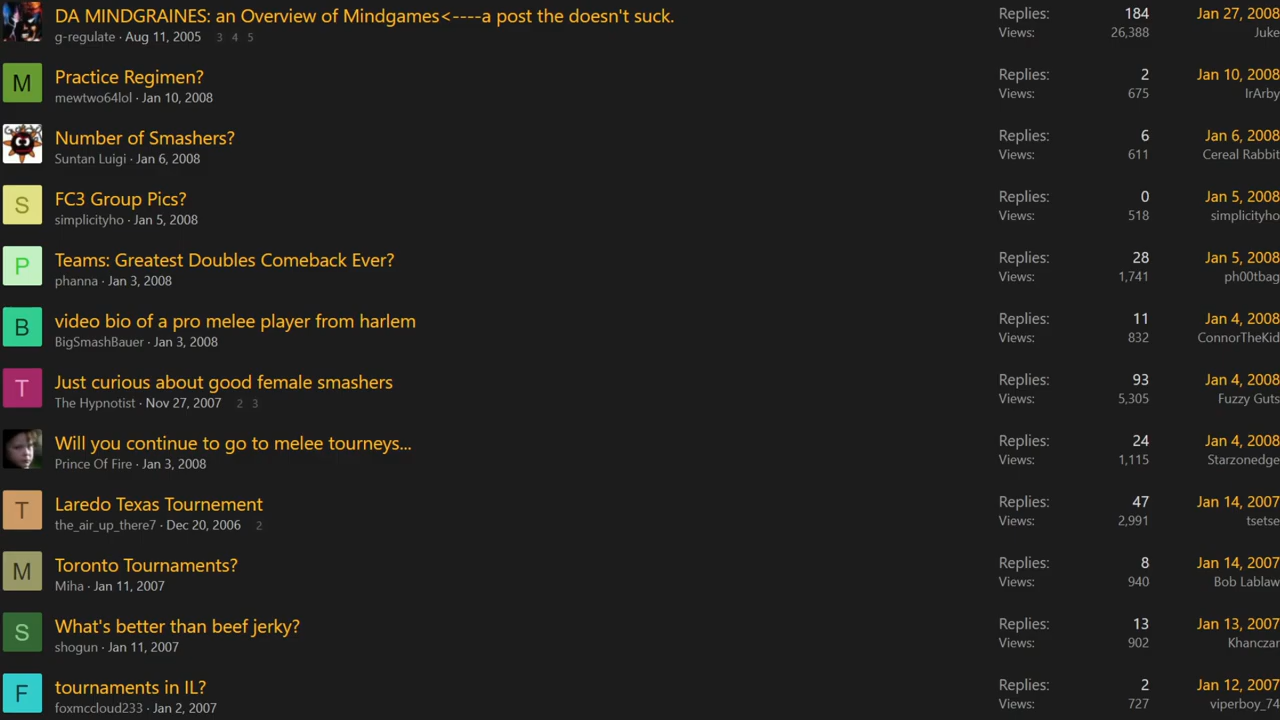 DA MINDGRAINES: an Overview of Mindgames<----a post the doesn't suck. Replies: 184 Jan 27, 2008
g-regulate · Aug 11, 2005 3 4 5 Views: 26,388 Juke
M Practice Regimen? Replies: 2 Jan 10, 2008
mewtwo64lol · Jan 10, 2008 Views: 675 IrArby
Number of Smashers? Replies: 6 Jan 6, 2008
Suntan Luigi · Jan 6, 2008 Views: 611 Cereal Rabbit
S FC3 Group Pics? Replies: 0 Jan 5, 2008
simplicityho · Jan 5, 2008 Views: 518 simplicityho
P Teams: Greatest Doubles Comeback Ever? Replies: 28 Jan 5, 2008
phanna · Jan 3, 2008 Views: 1,741 ph00tbag
B video bio of a pro melee player from harlem Replies: 11 Jan 4, 2008
BigSmashBauer · Jan 3, 2008 Views: 832 ConnorTheKid
T Just curious about good female smashers Replies: 93 Jan 4, 2008
The Hypnotist · Nov 27, 2007 2 3 Views: 5,305 Fuzzy Guts
Will you continue to go to melee tourneys... Replies: 24 Jan 4, 2008
Prince Of Fire · Jan 3, 2008 Views: 1,115 Starzonedge
T Laredo Texas Tournement Replies: 47 Jan 14, 2007
the_air_up_there7 · Dec 20, 2006 2 Views: 2,991 tsetse
M Toronto Tournaments? Replies: 8 Jan 14, 2007
Miha · Jan 11, 2007 Views: 940 Bob Lablaw
S What's better than beef jerky? Replies: 13 Jan 13, 2007
shogun · Jan 11, 2007 Views: 902 Khanczar
F tournaments in IL? Replies: 2 Jan 12, 2007
foxmccloud233 · Jan 2, 2007 Views: 727 viperboy_74